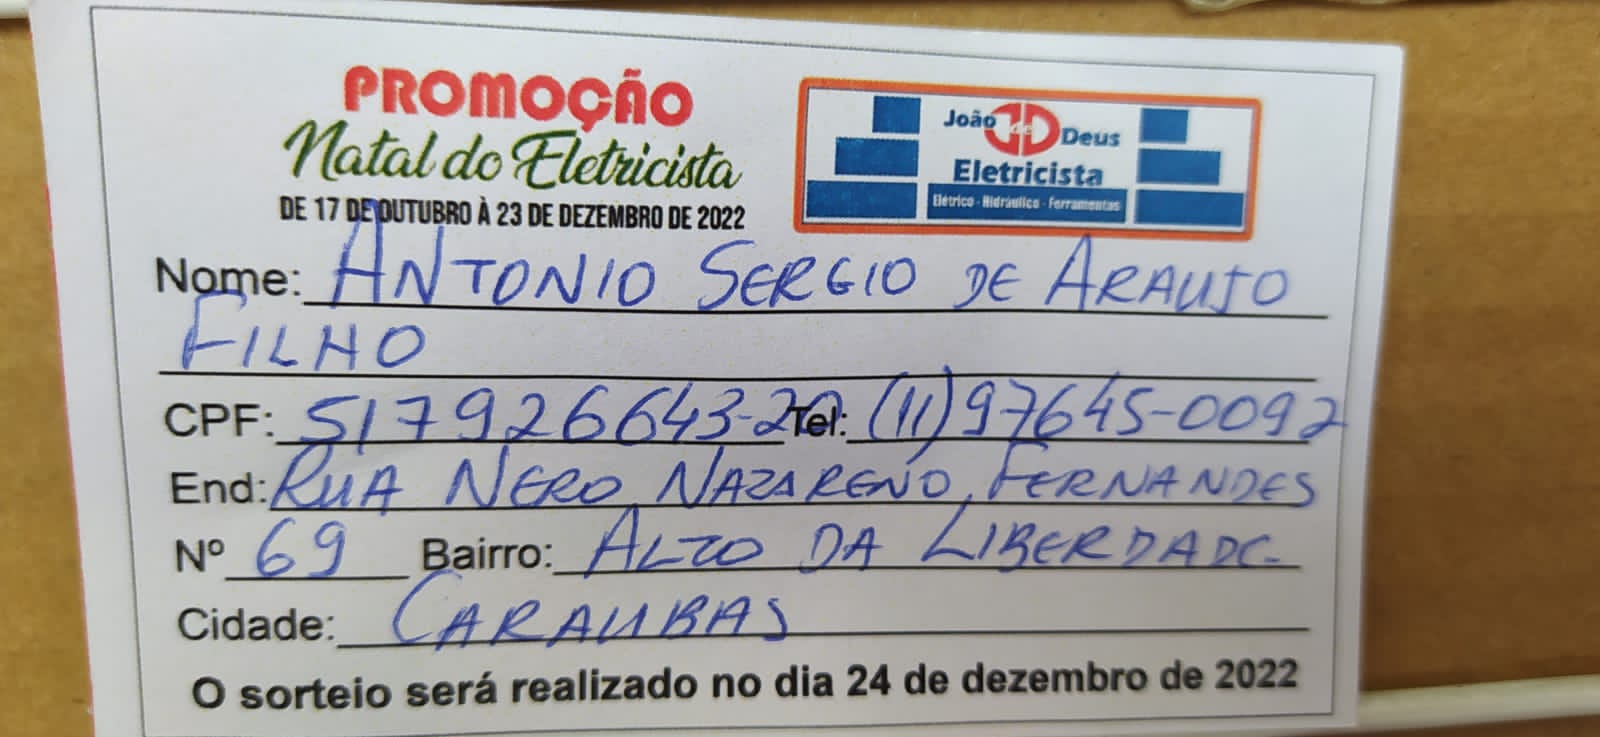 PROMOÇÃO
Natal do Eletricista
DE 17 DE OUTUBRO À 23 DE DEZEMBRO DE 2022
João de Deus
Eletricista
Elétrico - Hidráulico - Ferramentas
Nome: ANTONIO SERGIO DE ARAUJO
FILHO
CPF: 517926643-20 Tel: (11)97645-0092
End: RUA NERO NAZARENO FERNANDES
Nº 69 Bairro: ALTO DA LIBERDADE
Cidade: CARAUBAS
O sorteio será realizado no dia 24 de dezembro de 2022